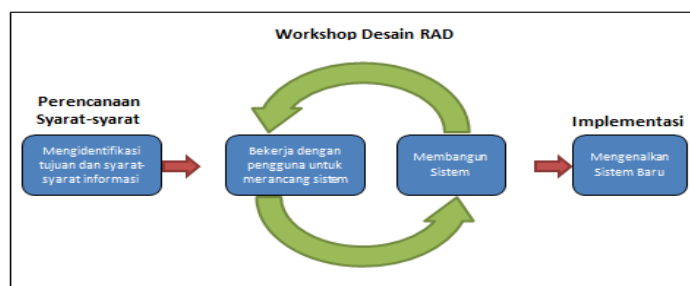 Workshop Desain RAD
Perencanaan
Syarat-syarat
Mengidentifikasi
tujuan dan syarat-
syarat informasi
Bekerja dengan
pengguna untuk
merancang sistem
Membangun
Sistem
Implementasi
Mengenalkan
Sistem Baru